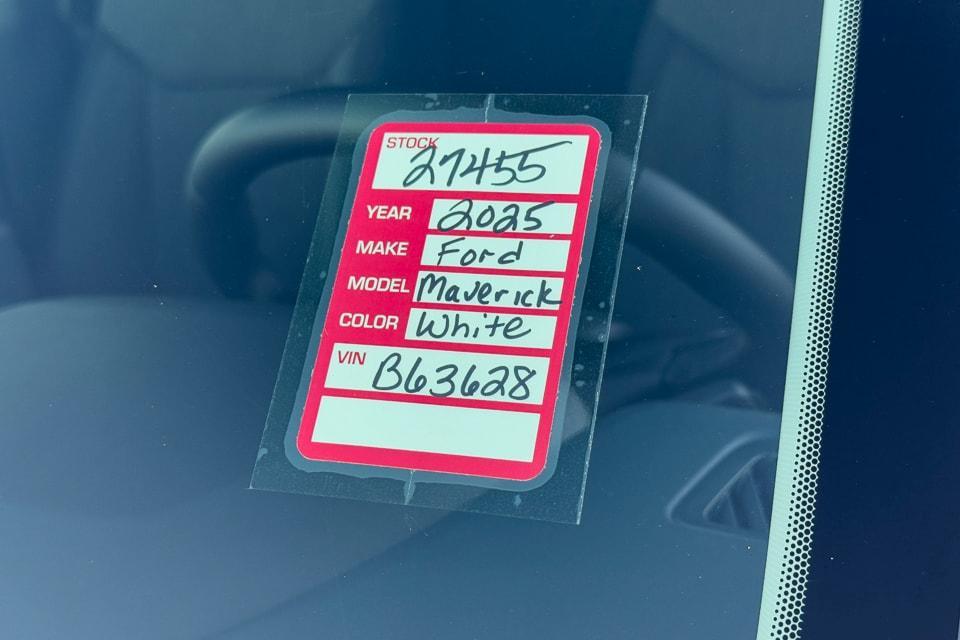 STOCK
27455
YEAR 2025
MAKE Ford
MODEL Maverick
COLOR White
VIN B63628